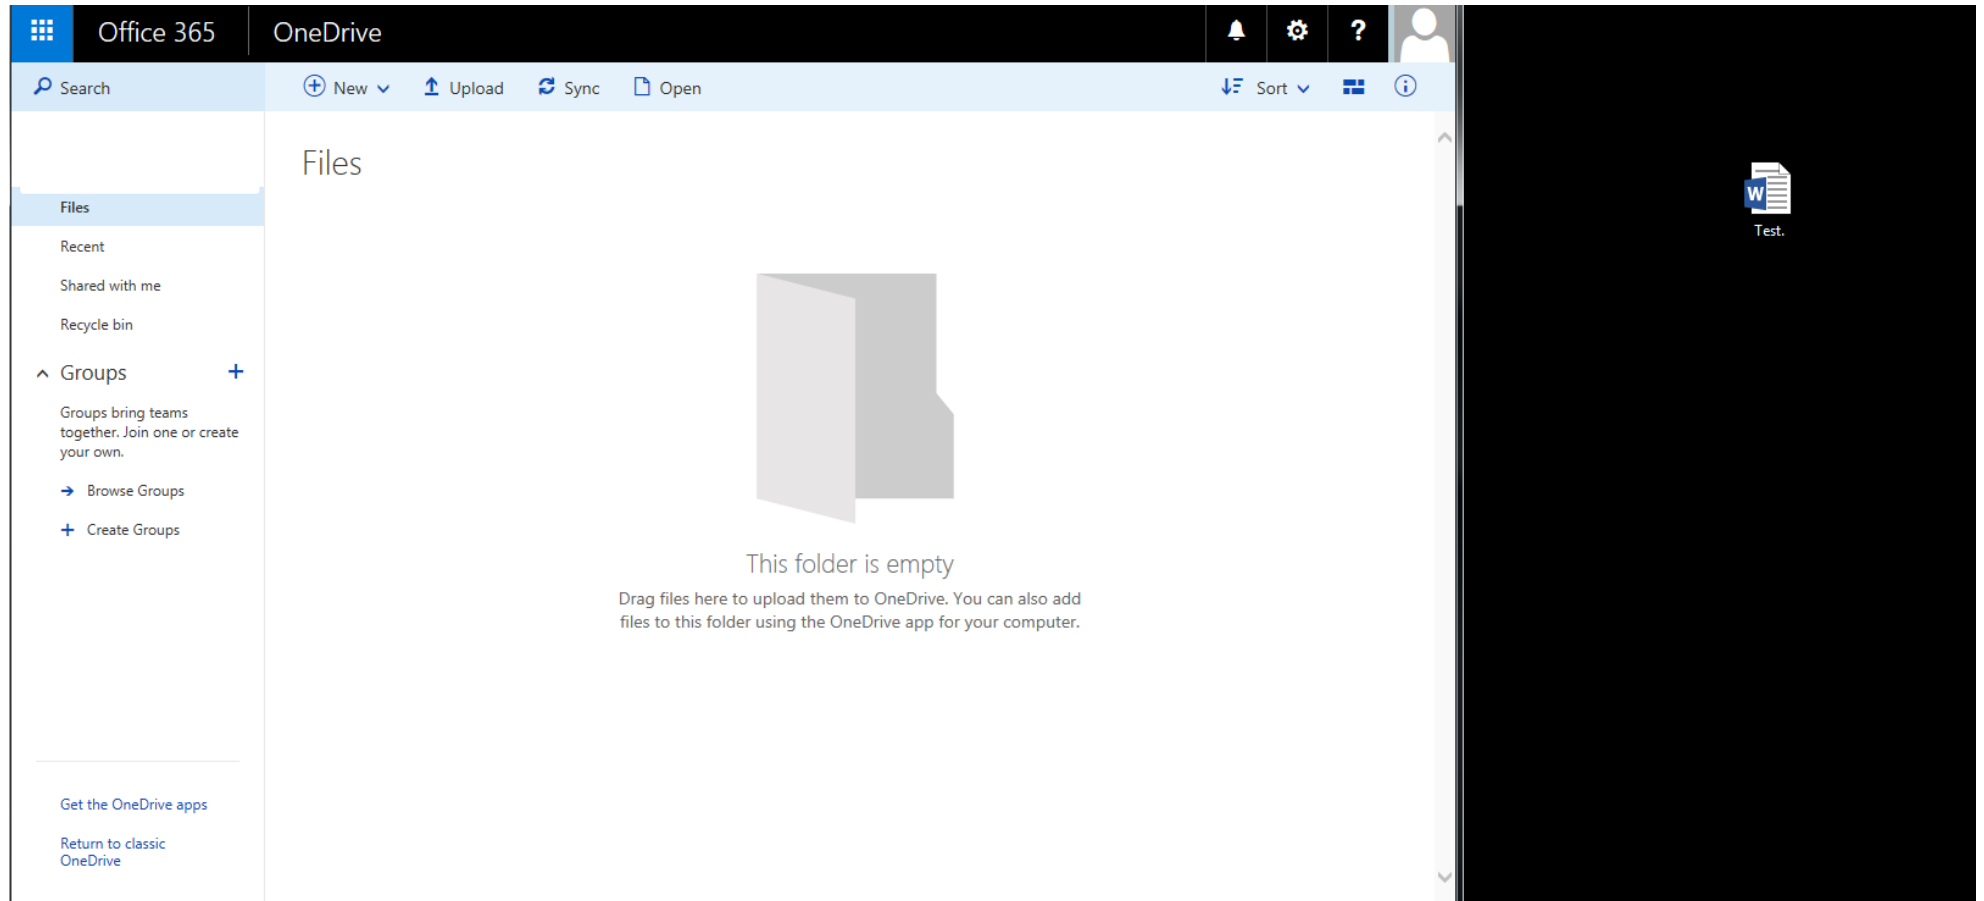 Office 365
OneDrive
?
Search
New
Upload
Sync
Open
Sort
Files
Files
Recent
Shared with me
Recycle bin
Groups
Groups bring teams
together. Join one or create
your own.
Browse Groups
Create Groups
This folder is empty
Drag files here to upload them to OneDrive. You can also add
files to this folder using the OneDrive app for your computer.
Get the OneDrive apps
Return to classic
OneDrive
W
Test.